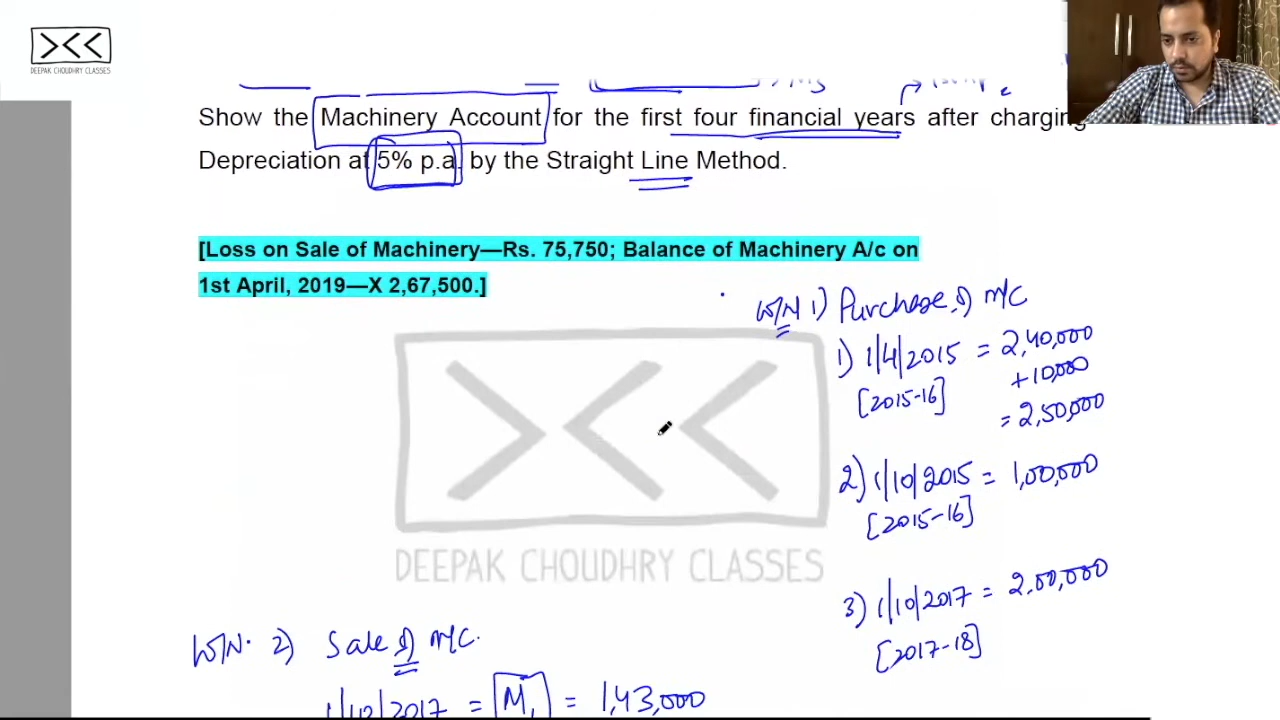 DEEPAK CHOUDHRY CLASSES
Show the Machinery Account for the first four financial years after charging
Depreciation at 5% p.a. by the Straight Line Method.
[Loss on Sale of Machinery—Rs. 75,750; Balance of Machinery A/c on
1st April, 2019—X 2,67,500.]
W/N 1) Purchase of M/C
1) 1/4/2015 = 2,40,000
[2015-16] +10,000
= 2,50,000
2) 1/10/2015 = 1,00,000
[2015-16]
3) 1/10/2017 = 2,00,000
[2017-18]
DEEPAK CHOUDHRY CLASSES
W/N. 2) Sale of M/C.
= M1 = 1,43,000